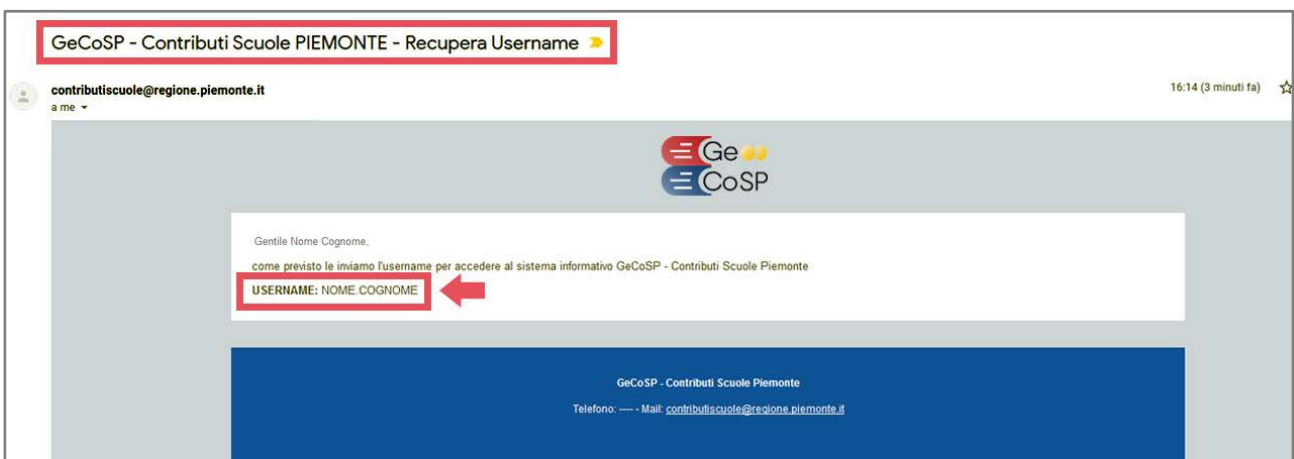 GeCoSP - Contributi Scuole PIEMONTE - Recupera Username
contributiscuole@regione.piemonte.it
16:14 (3 minuti fa)
a me
Ge
CoSP
Gentile Nome Cognome,
come previsto le inviamo l'username per accedere al sistema informativo GeCoSP - Contributi Scuole Piemonte
USERNAME: NOME.COGNOME
GeCoSP - Contributi Scuole Piemonte
Telefono: ---- - Mail: contributiscuole@regione.piemonte.it